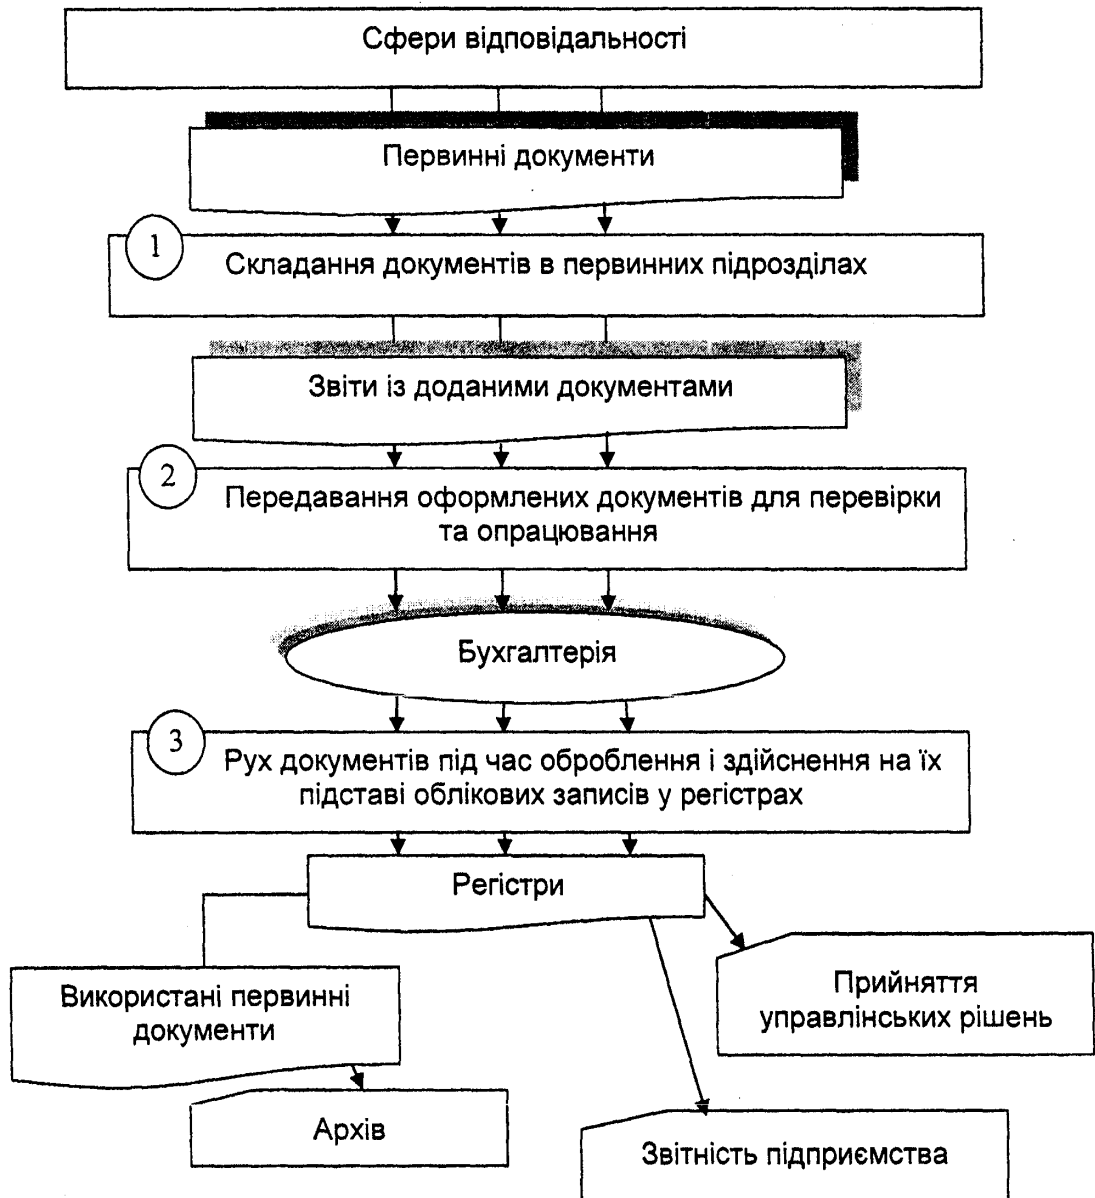 Сфери відповідальності
Первинні документи
1
Складання документів в первинних підрозділах
Звіти із доданими документами
2
Передавання оформлених документів для перевірки
та опрацювання
Бухгалтерія
3
Рух документів під час оброблення і здійснення на їх
підставі облікових записів у регістрах
Регістри
Використані первинні
документи
Прийняття
управлінських рішень
Архів
Звітність підприємства